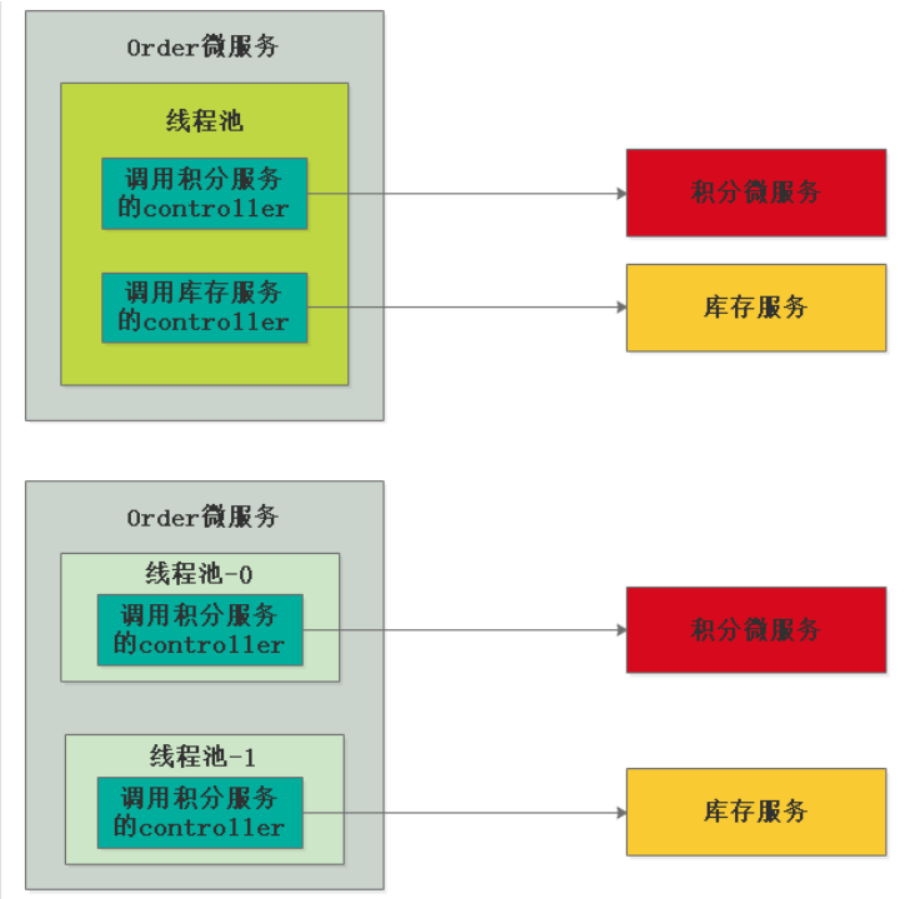 Order微服务
线程池
调用积分服务
的controller
积分微服务
调用库存服务
的controller
库存服务
Order微服务
线程池-0
调用积分服务
的controller
积分微服务
线程池-1
调用积分服务
的controller
库存服务